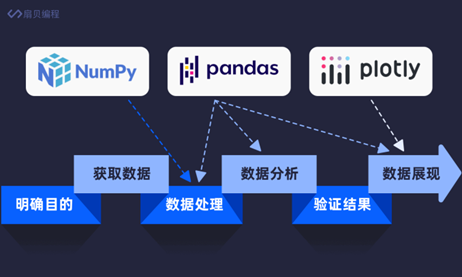 扇贝编程
NumPy
pandas
plotly
获取数据
数据分析
数据展现
明确目的
数据处理
验证结果